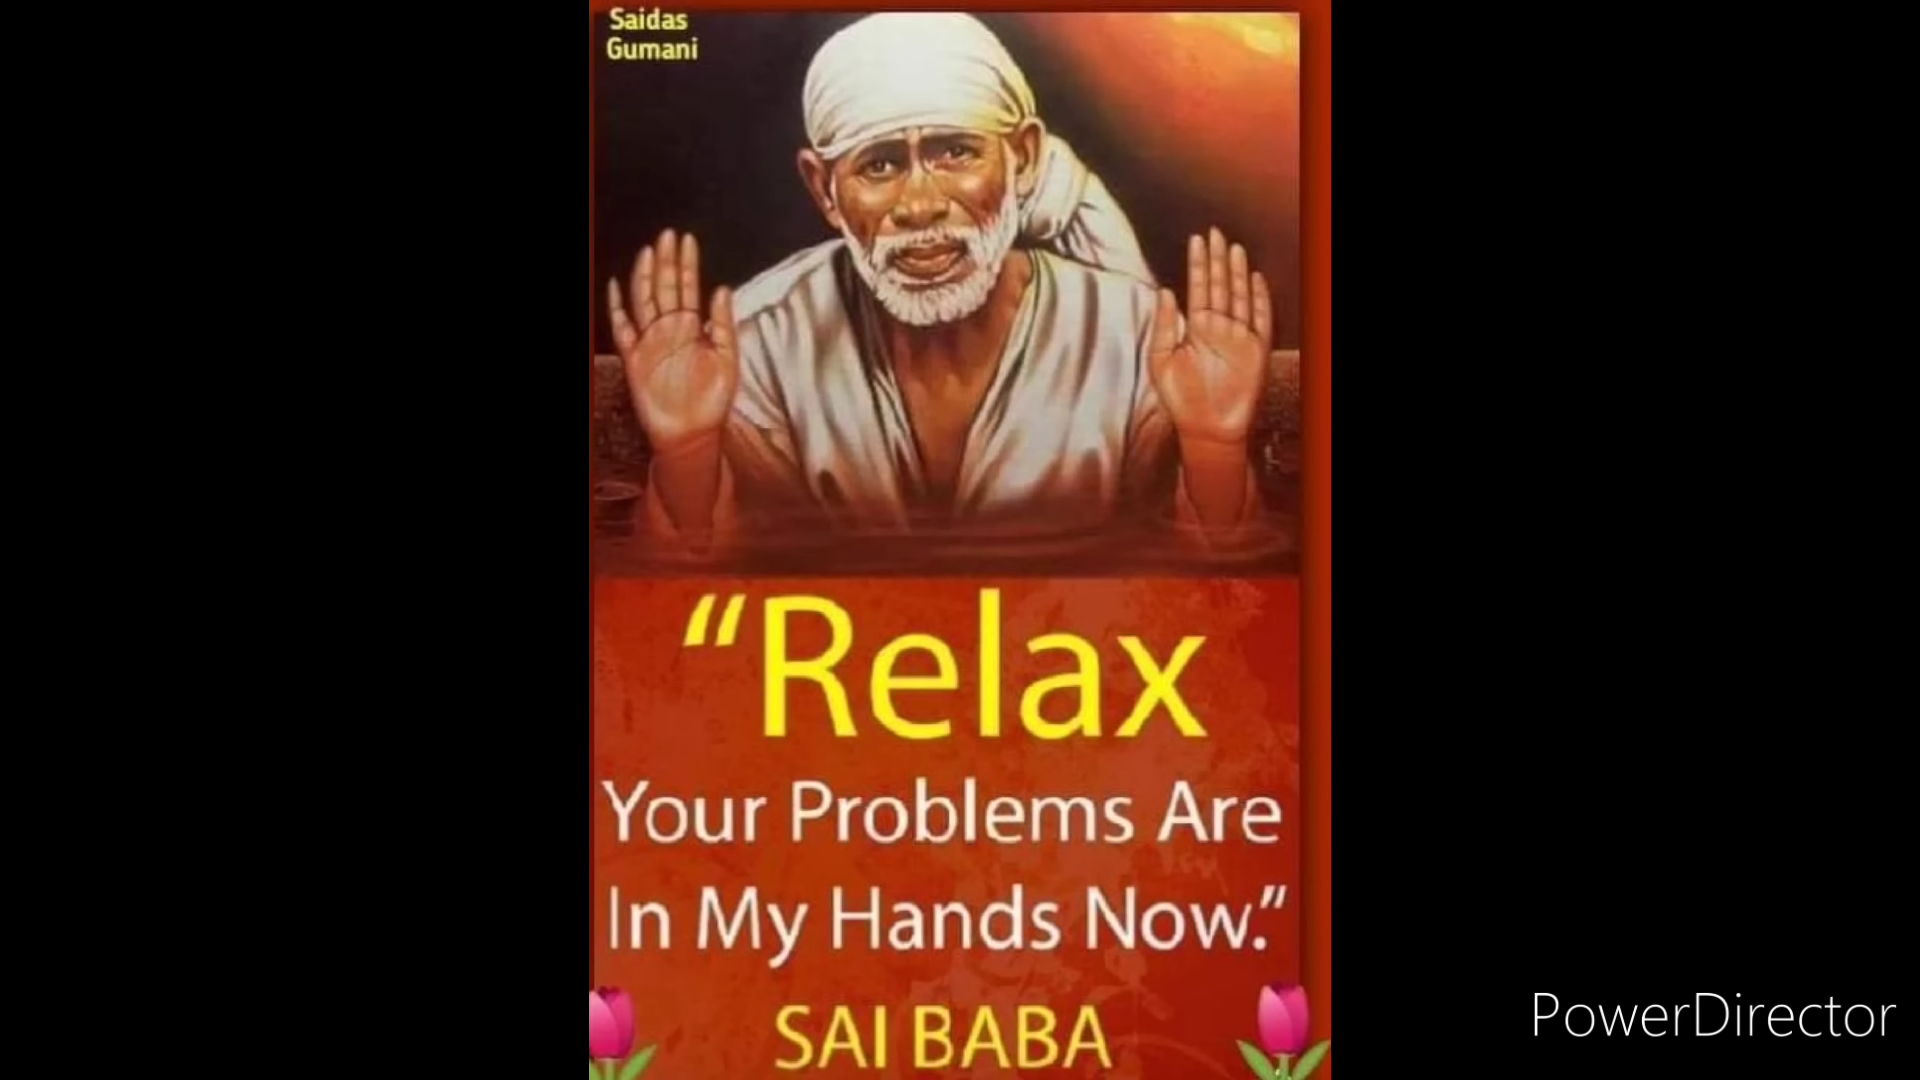 Saidas
Gumani
“Relax
Your Problems Are
In My Hands Now.”
SAI BABA
PowerDirector